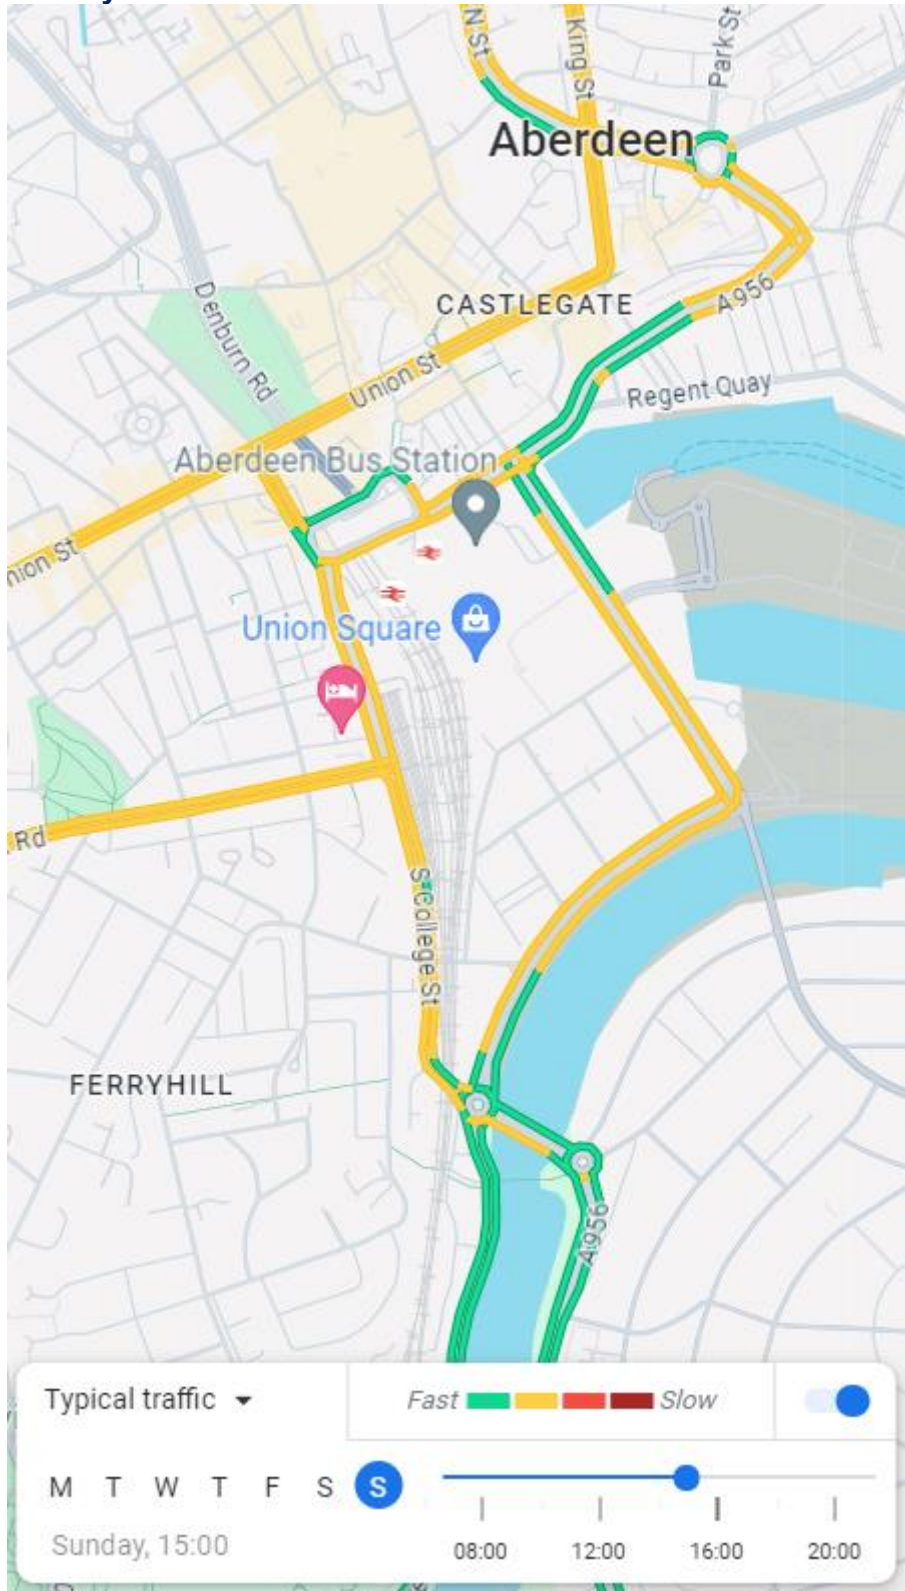 N St
King St
Park St
Aberdeen
CASTLEGATE
A 956
Denburn Rd
Union St
Regent Quay
Aberdeen Bus Station
nion St
Union Square
Rd
S College St
FERRYHILL
A956
Typical traffic
Fast
Slow
M T W T F S S
Sunday, 15:00
08:00 12:00 16:00 20:00